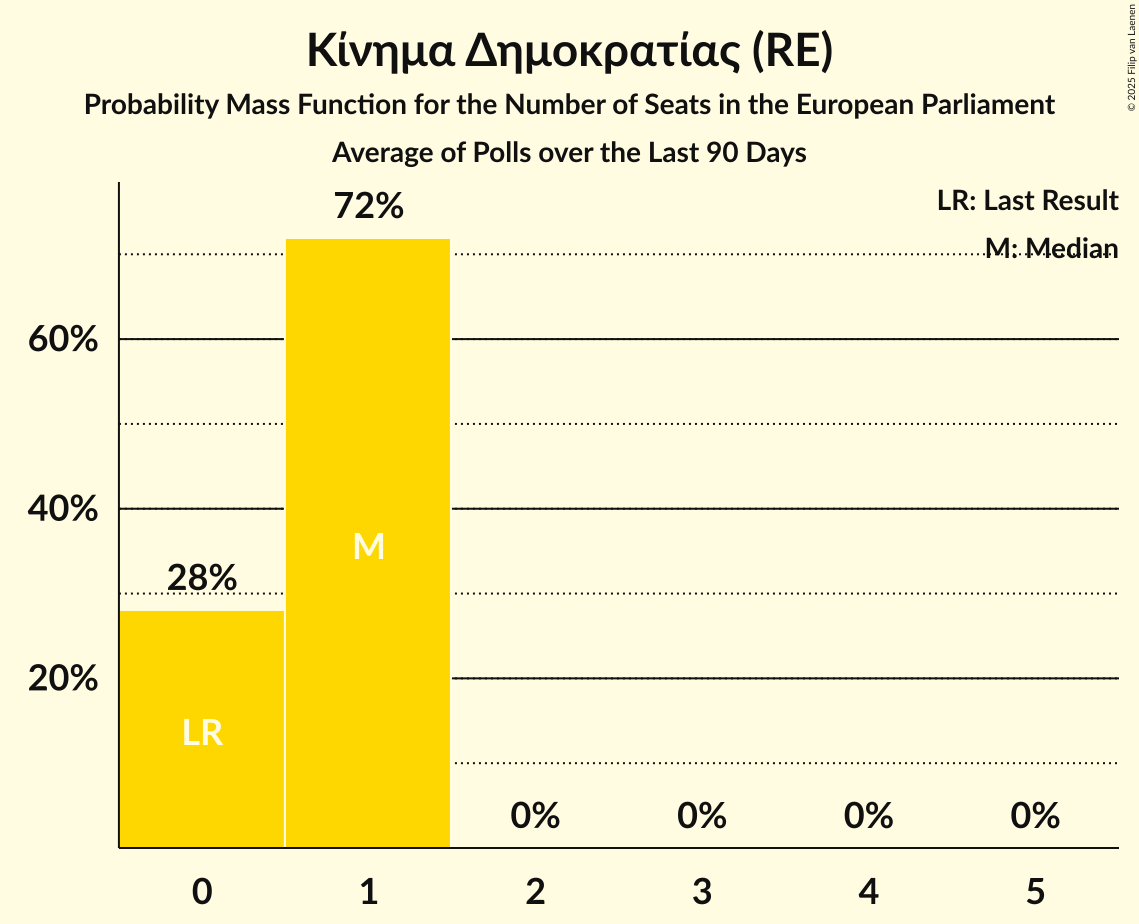 Κίνημα Δημοκρατίας (RE)
Probability Mass Function for the Number of Seats in the European Parliament
Average of Polls over the Last 90 Days
© 2025 Filip van Laenen
LR: Last Result
M: Median
72%
60%
40%
M
28%
20%
LR
0% 0% 0% 0%
0 1 2 3 4 5